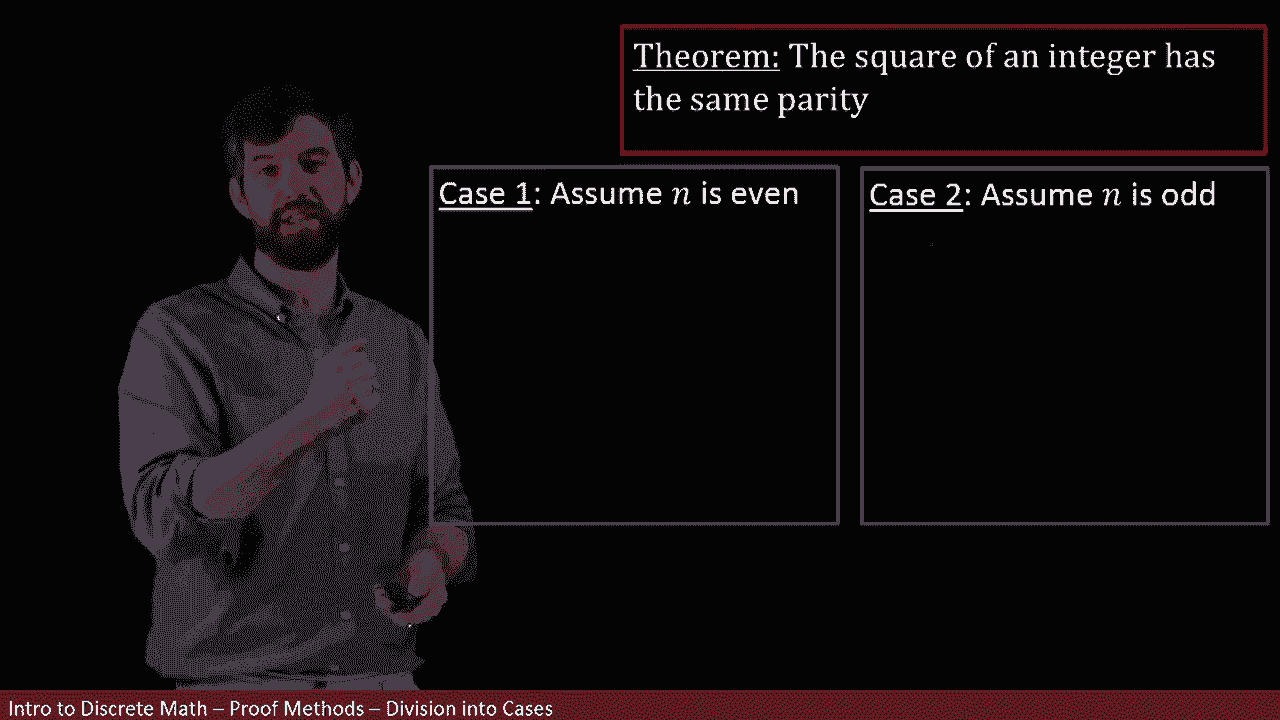 Theorem: The square of an integer has
the same parity
Case 1: Assume n is even
Case 2: Assume n is odd
Intro to Discrete Math – Proof Methods – Division into Cases